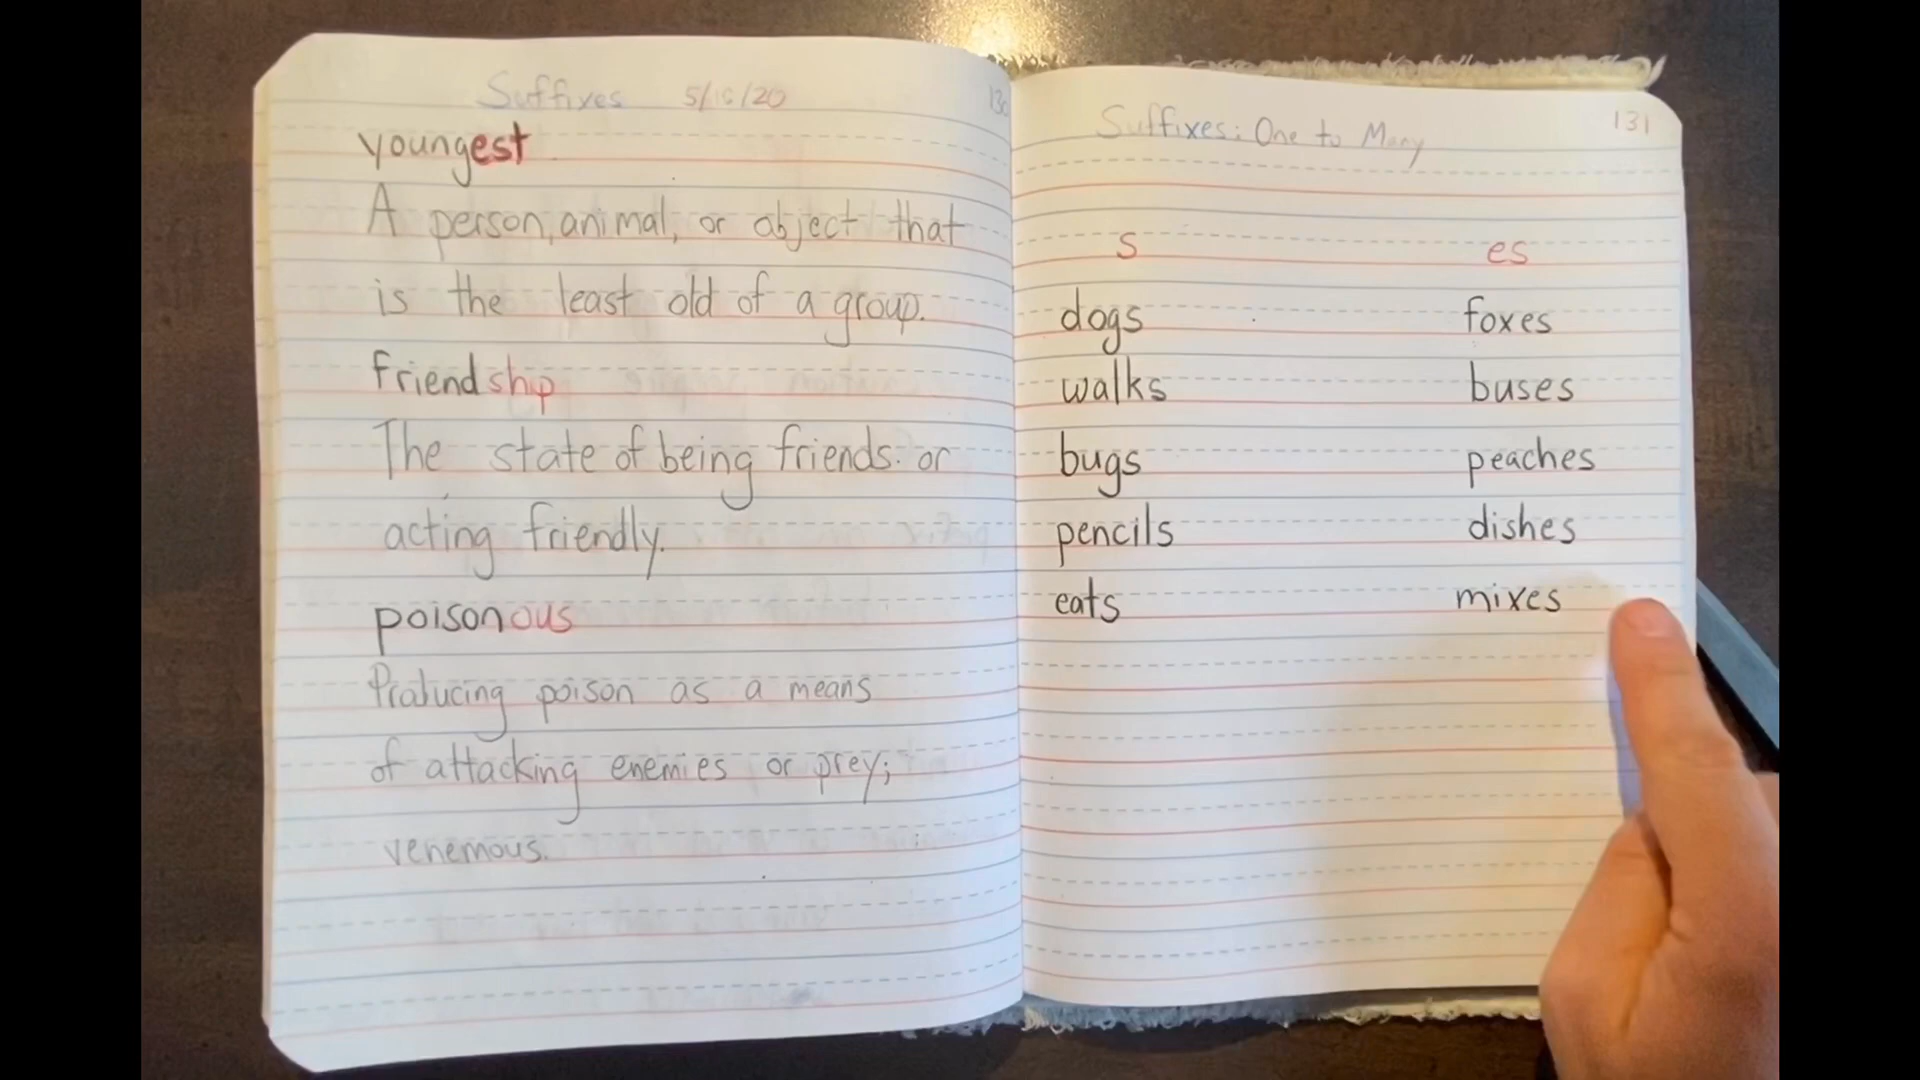 Suffixes 5/16/20 130
youngest
A person, animal, or object that
is the least old of a group.
friendship
The state of being friends or
acting friendly.
poisonous
Producing poison as a means
of attacking enemies or prey;
venemous.
Suffixes: One to Many 131
s es
dogs foxes
walks buses
bugs peaches
pencils dishes
eats mixes